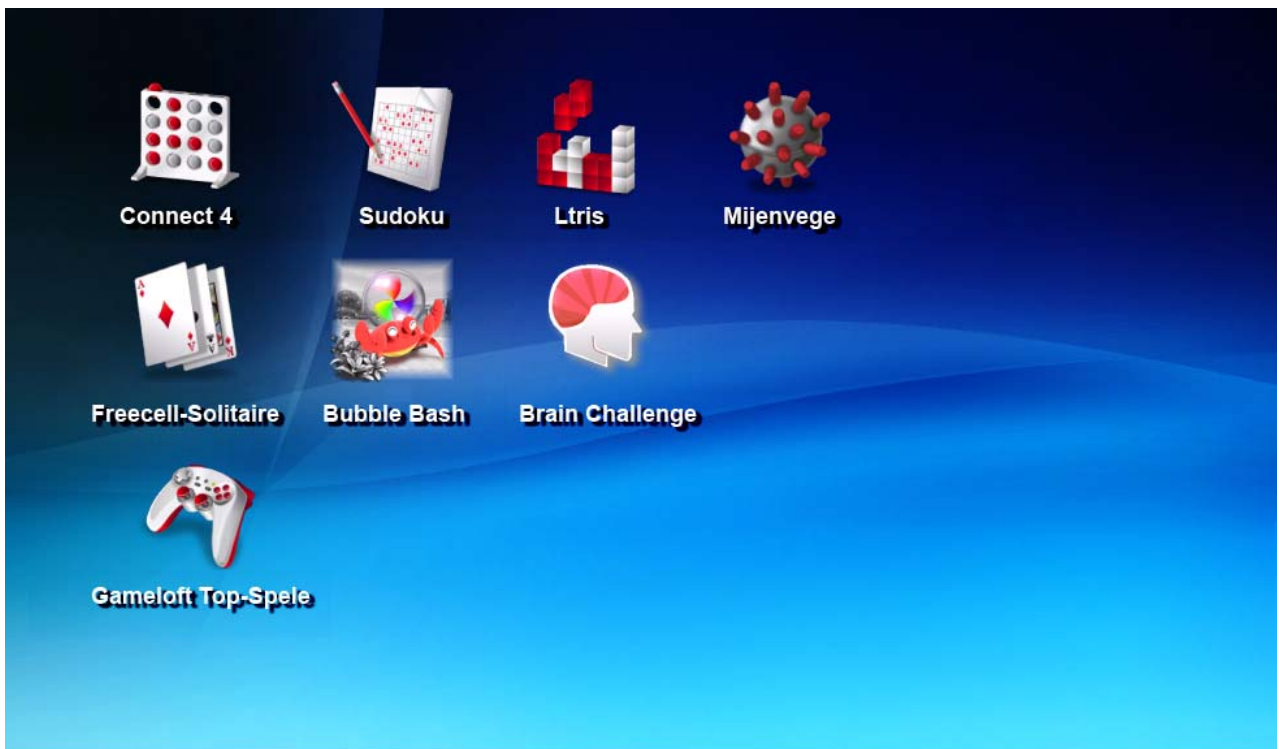 Connect 4
Sudoku
Ltris
Mijenvege
Freecell-Solitaire
Bubble Bash
Brain Challenge
Gameloft Top-Spele